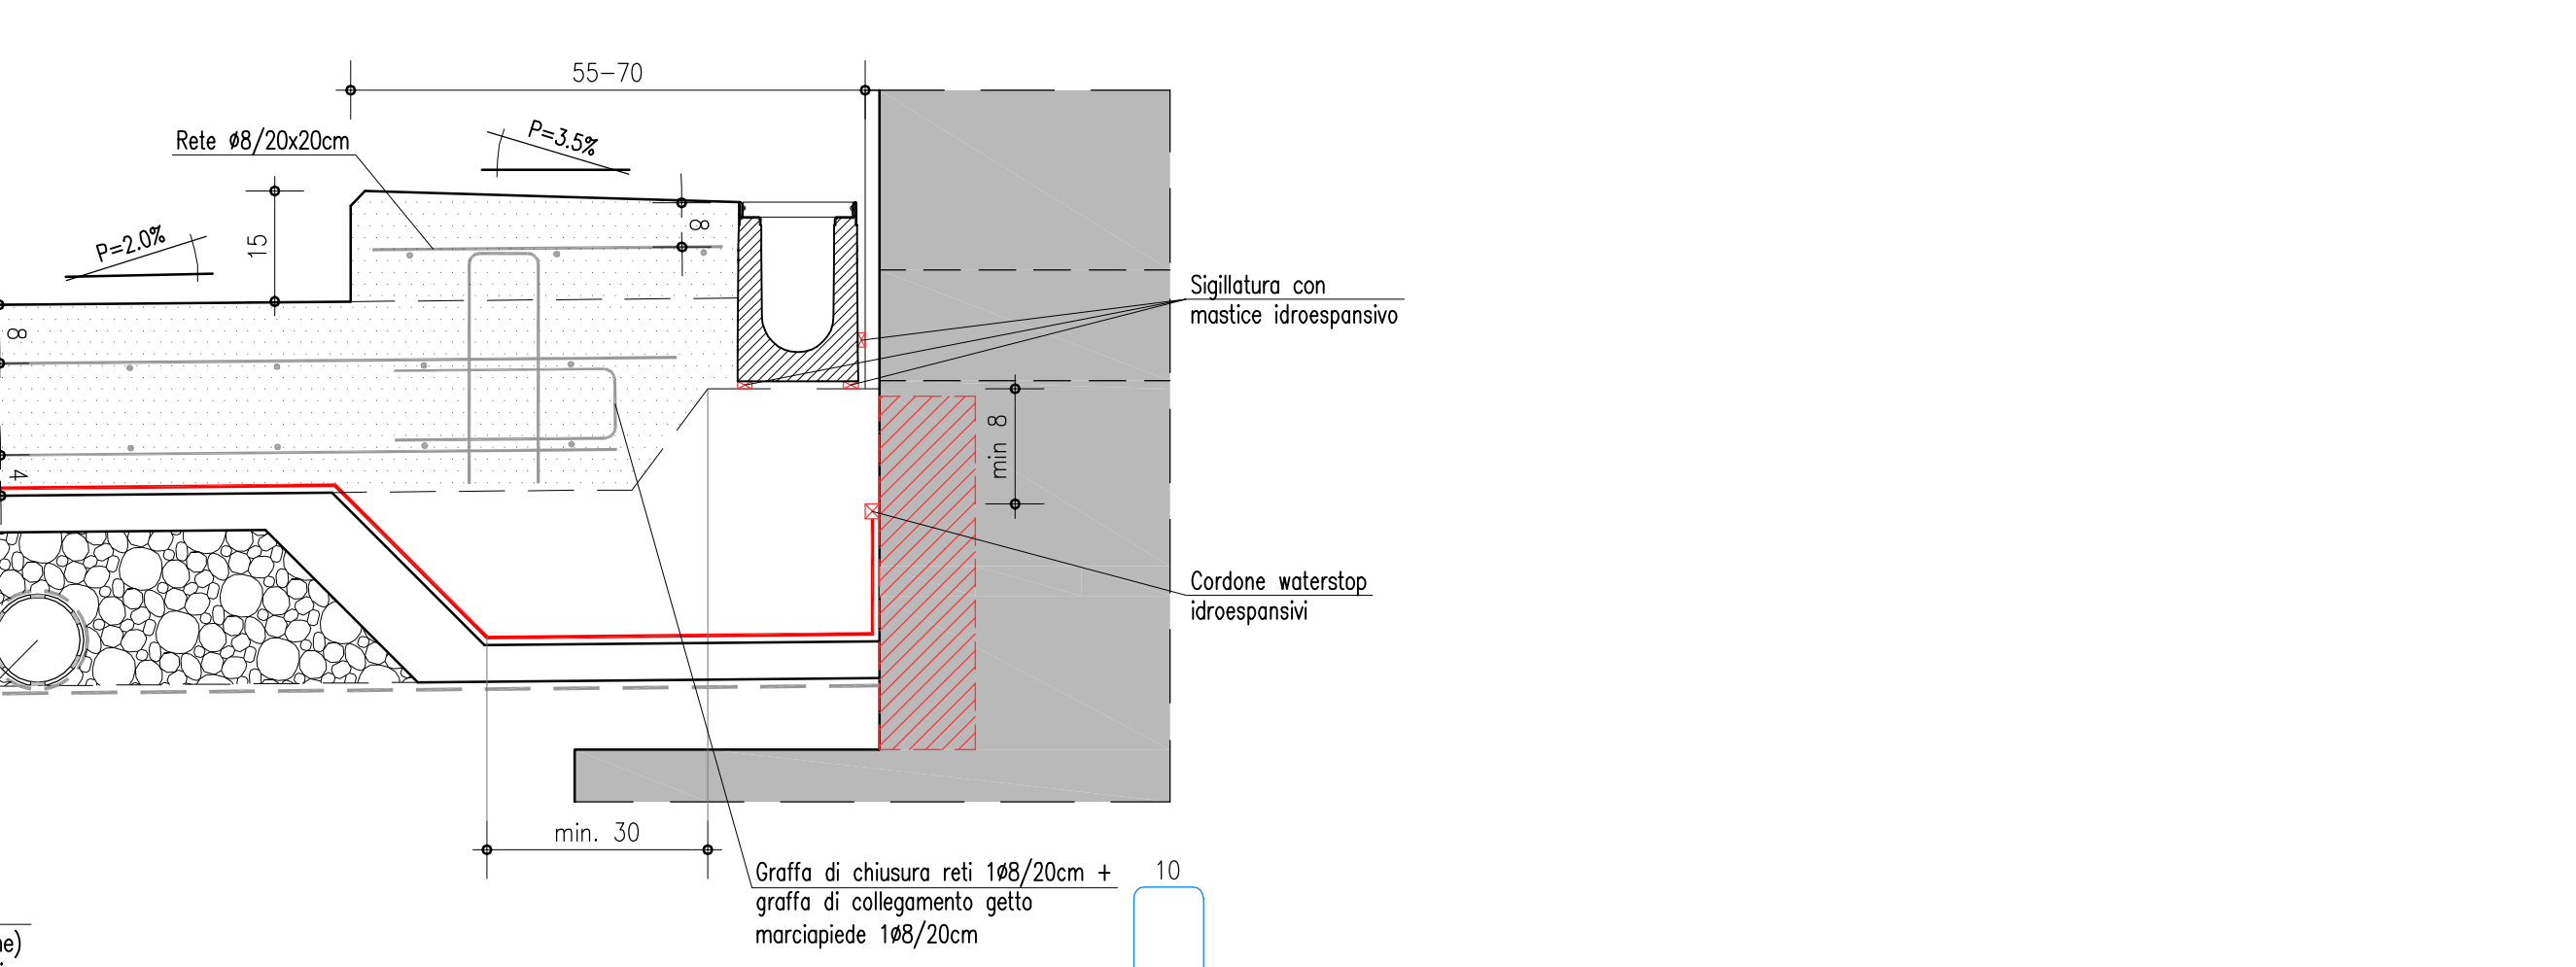 55-70
Rete ø8/20x20cm
P=3.5%
P=2.0%
15
8
8
4
Sigillatura con
mastice idroespansivo
min 8
Cordone waterstop
idroespansivi
min. 30
Graffa di chiusura reti 1ø8/20cm +
graffa di collegamento getto
marciapiede 1ø8/20cm
10
ne)